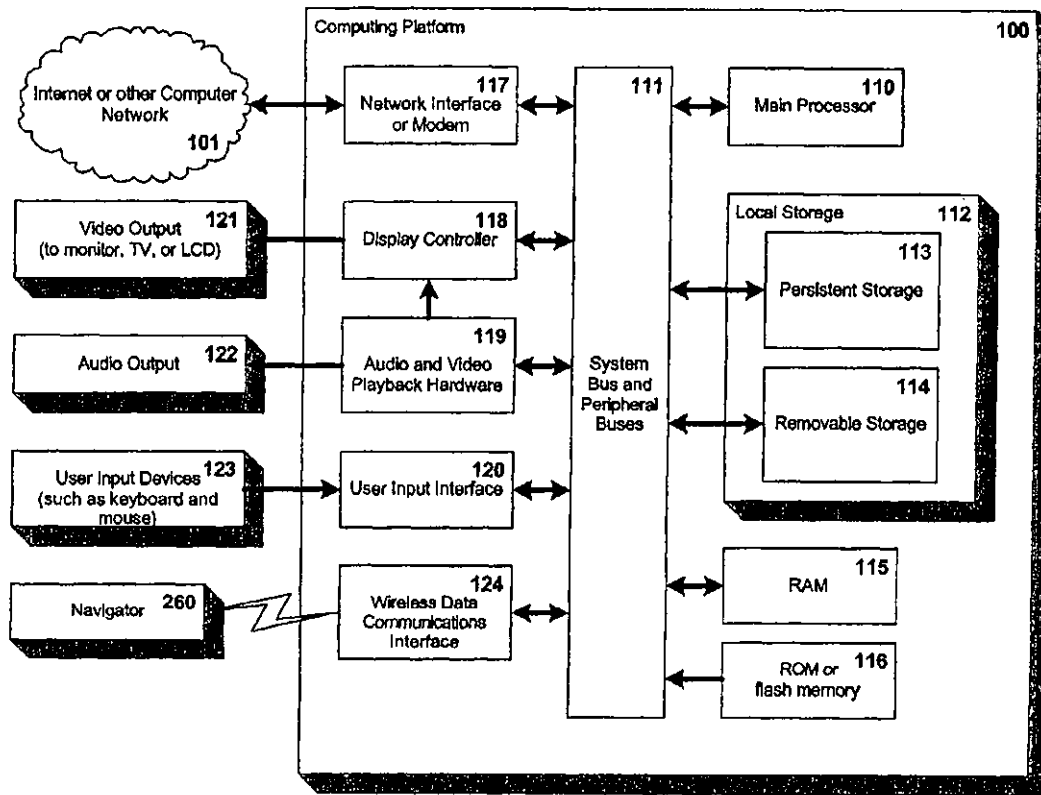 Computing Platform
100
Internet or other Computer
Network
101
117
Network Interface
or Modem
111
System
Bus and
Peripheral
Buses
110
Main Processor
121
Video Output
(to monitor, TV, or LCD)
118
Display Controller
Local Storage
112
113
Persistent Storage
114
Removable Storage
Audio Output
122
119
Audio and Video
Playback Hardware
User Input Devices
123
(such as keyboard and
mouse)
120
User Input Interface
Navigator
260
124
Wireless Data
Communications
Interface
115
RAM
116
ROM or
flash memory